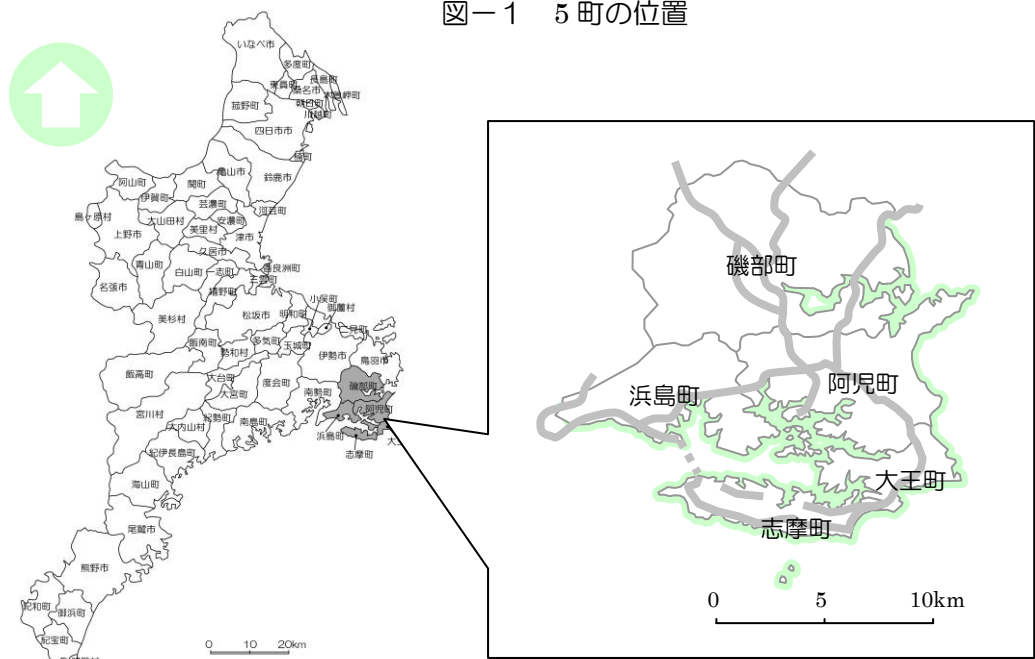 図－1 5町の位置
いなべ市
多度町
長島町
東員町
桑名市
木曽岬町
朝日町
川越町
菰野町
四日市市
楠町
亀山市
鈴鹿市
関町
阿山町
伊賀町
芸濃町
河芸町
島ヶ原村
大山田村
安濃町
美里村
上野市
津市
久居市
青山町
香良洲町
白山町
一志町
三雲町
名張市
嬉野町
小俣町
御薗村
美杉村
松坂市
明和町
二見町
飯南町
多気町
玉城町
伊勢市
勢和村
鳥羽市
飯高町
大台町
度会町
磯部町
大宮町
南勢町
宮川村
紀勢町
南島町
阿児町
大内山村
浜島町
大王
志摩町
紀伊長島町
海山町
尾鷲市
熊野市
紀和町
御浜町
紀宝町
0 10 20km
磯部町
阿児町
浜島町
大王町
志摩町
0 5 10km